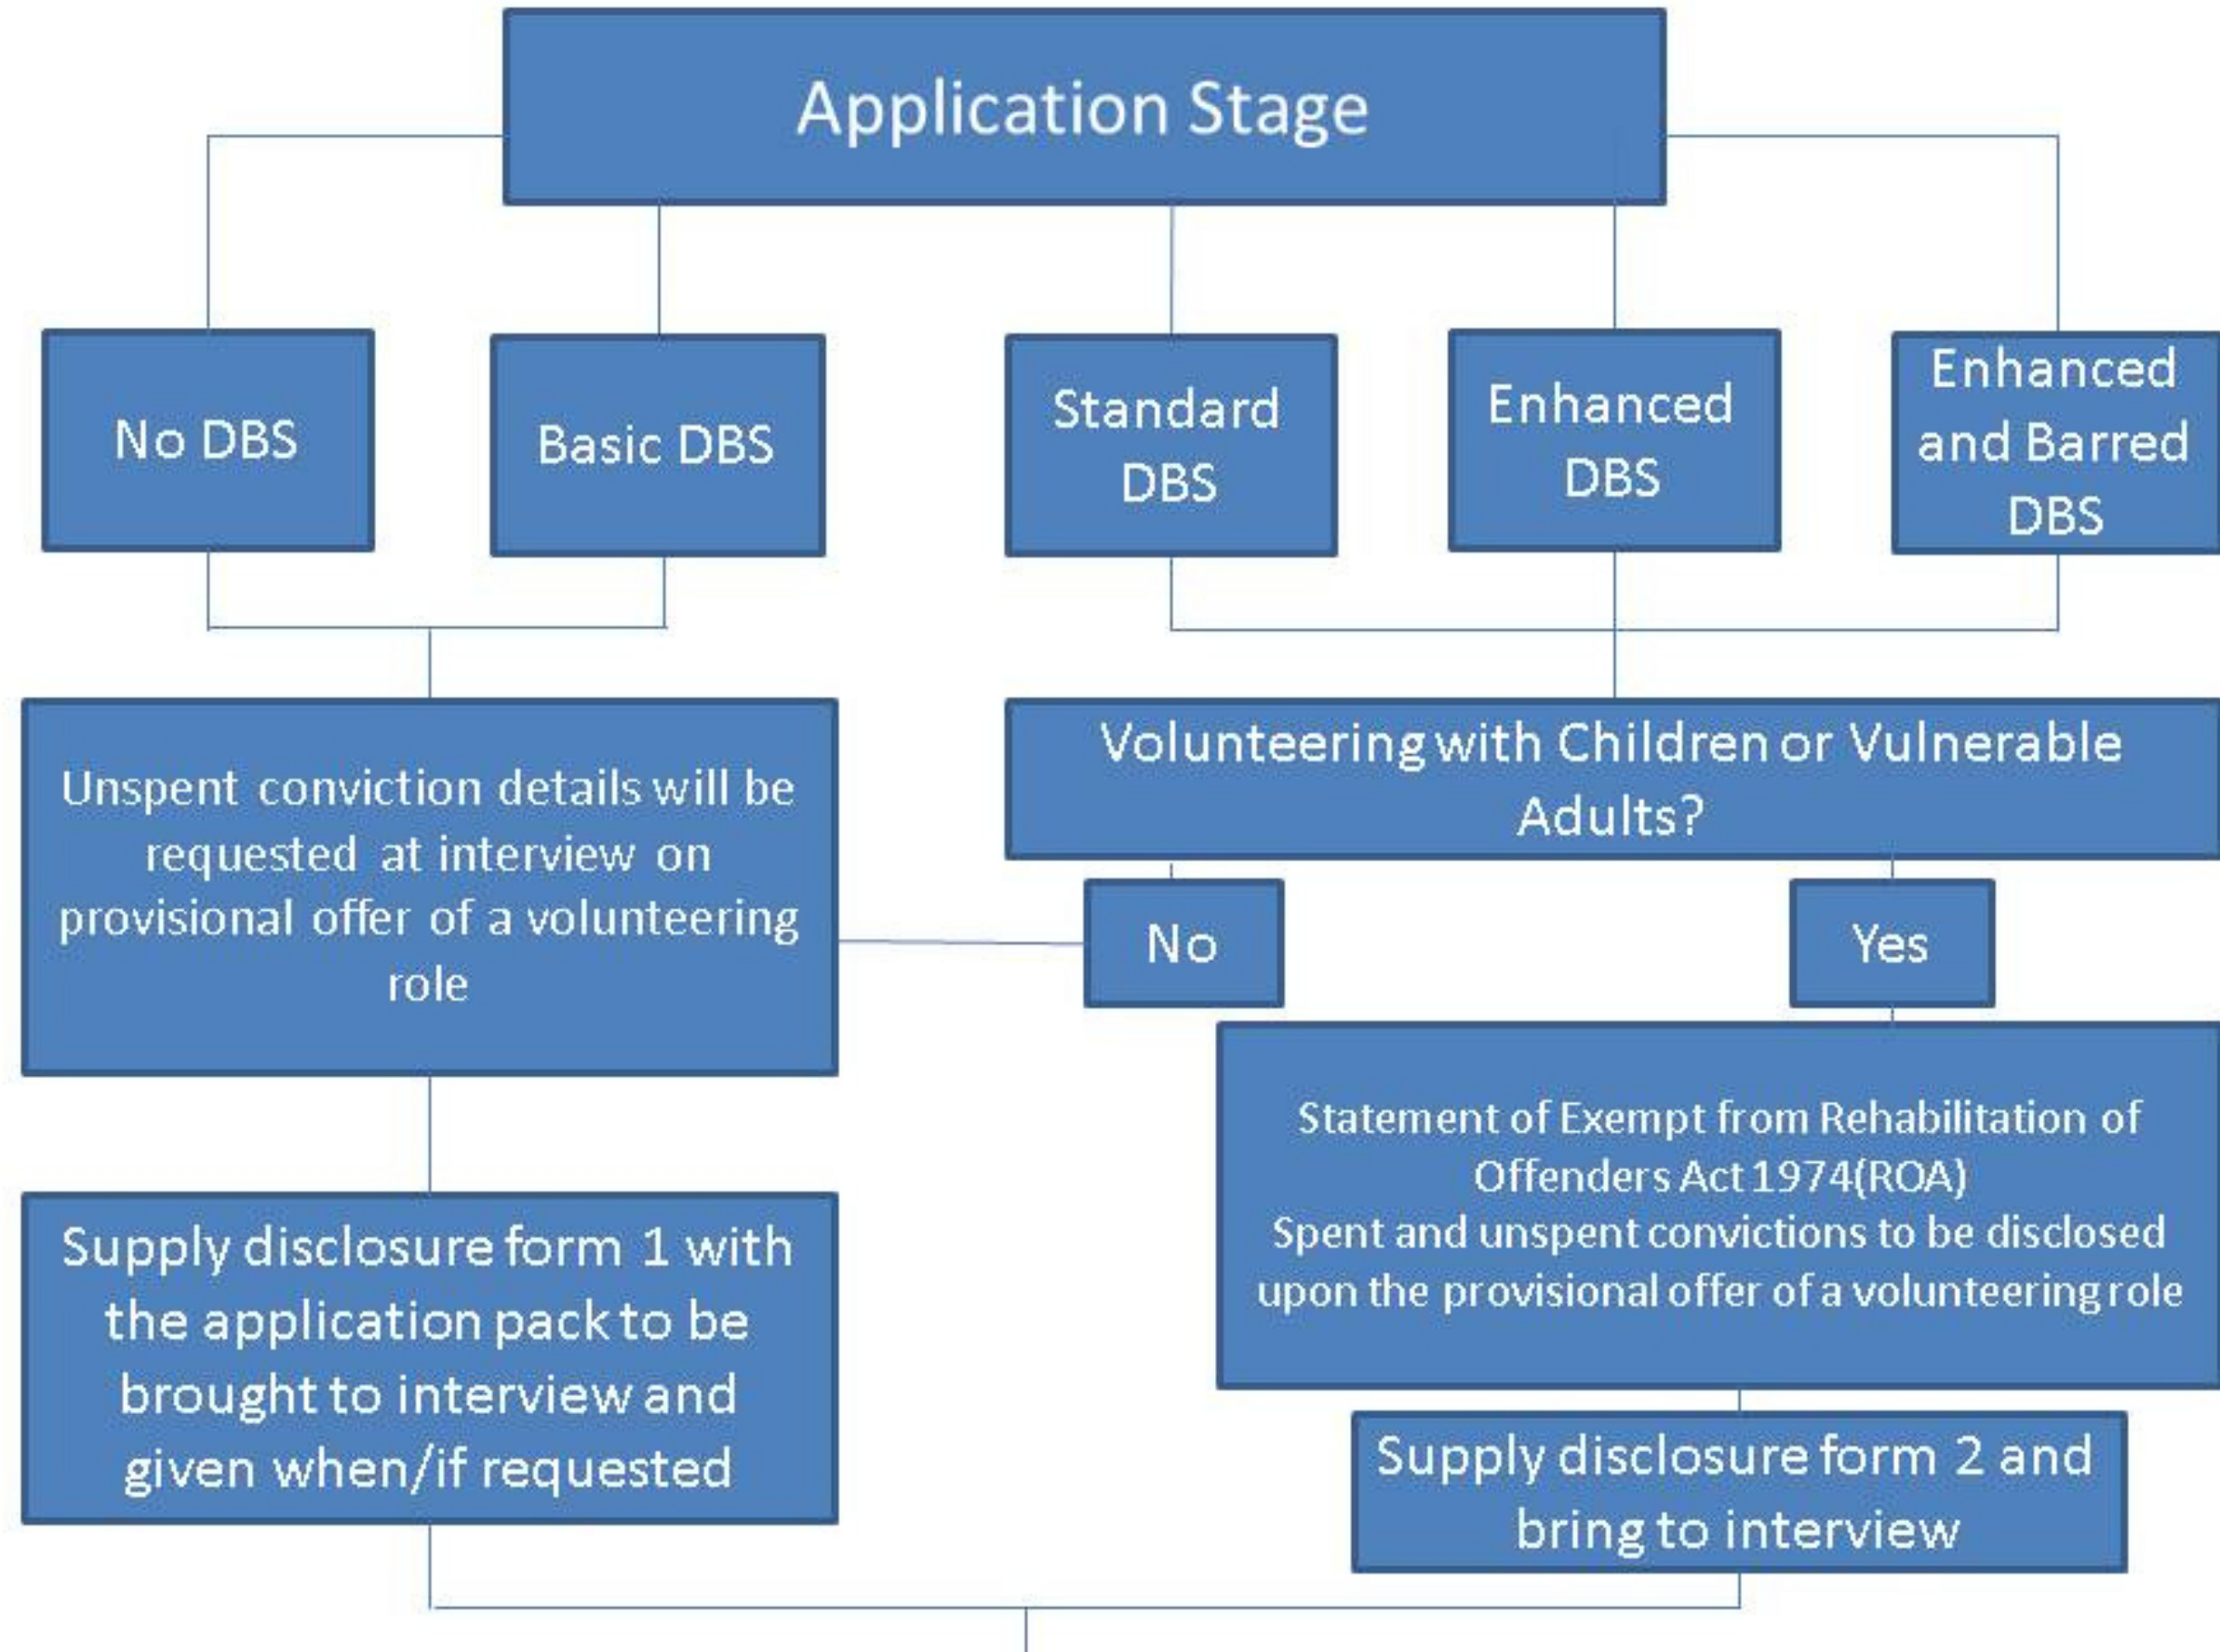 Application Stage
No DBS
Basic DBS
Standard
DBS
Enhanced
DBS
Enhanced
and Barred
DBS
Unspent conviction details will be
requested at interview on
provisional offer of a volunteering
role
Volunteering with Children or Vulnerable
Adults?
No
Yes
Statement of Exempt from Rehabilitation of
Offenders Act 1974(ROA)
Spent and unspent convictions to be disclosed
upon the provisional offer of a volunteering role
Supply disclosure form 1 with
the application pack to be
brought to interview and
given when/if requested
Supply disclosure form 2 and
bring to interview